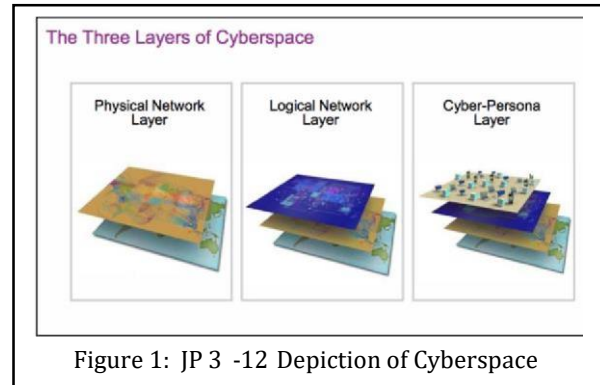 The Three Layers of Cyberspace
Physical Network
Layer
Logical Network
Layer
Cyber-Persona
Layer
Figure 1: JP 3 -12 Depiction of Cyberspace